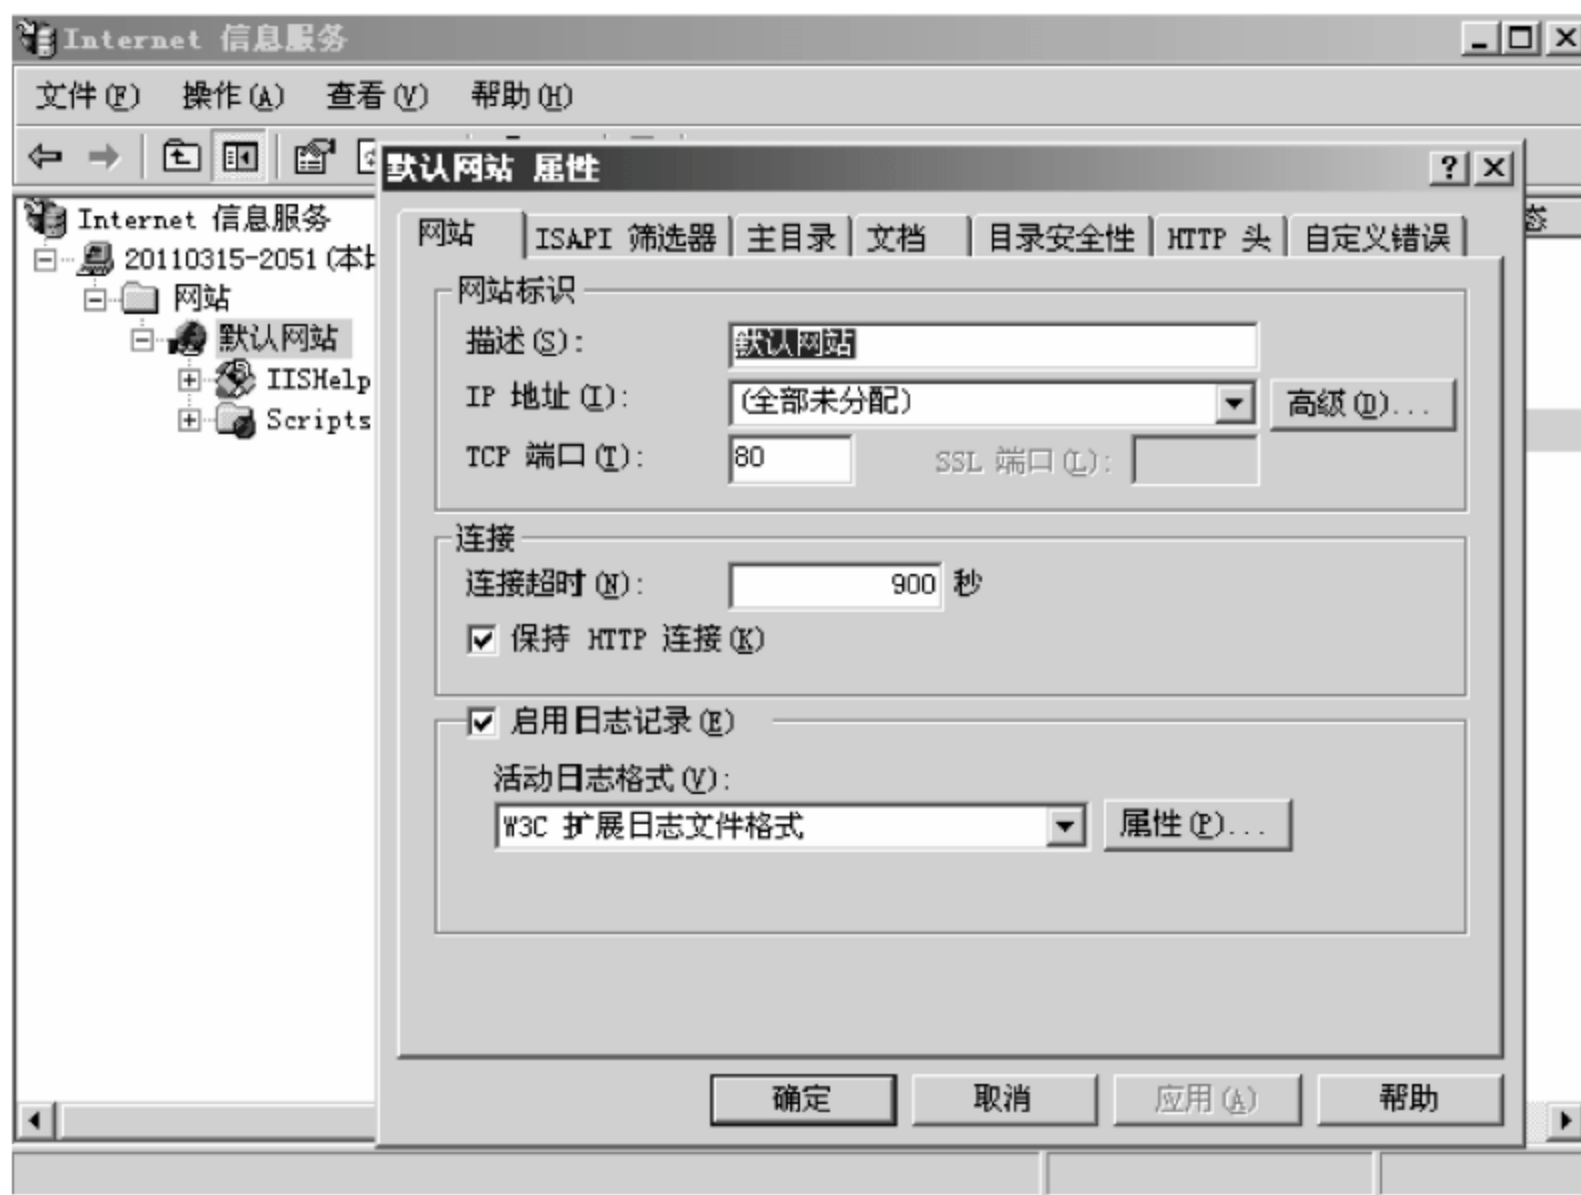 Internet 信息服务
文件(F) 操作(A) 查看(V) 帮助(H)
默认网站 属性
Internet 信息服务
20110315-2051(本
网站
默认网站
IISHelp
Scripts
态
网站 ISAPI 筛选器 主目录 文档 目录安全性 HTTP 头 自定义错误
网站标识
描述(S): 默认网站
IP 地址(I): (全部未分配) 高级(D)...
TCP 端口(T): 80 SSL 端口(L):
连接
连接超时(N): 900 秒
保持 HTTP 连接(K)
启用日志记录(E)
活动日志格式(V):
W3C 扩展日志文件格式 属性(P)...
确定 取消 应用(A) 帮助